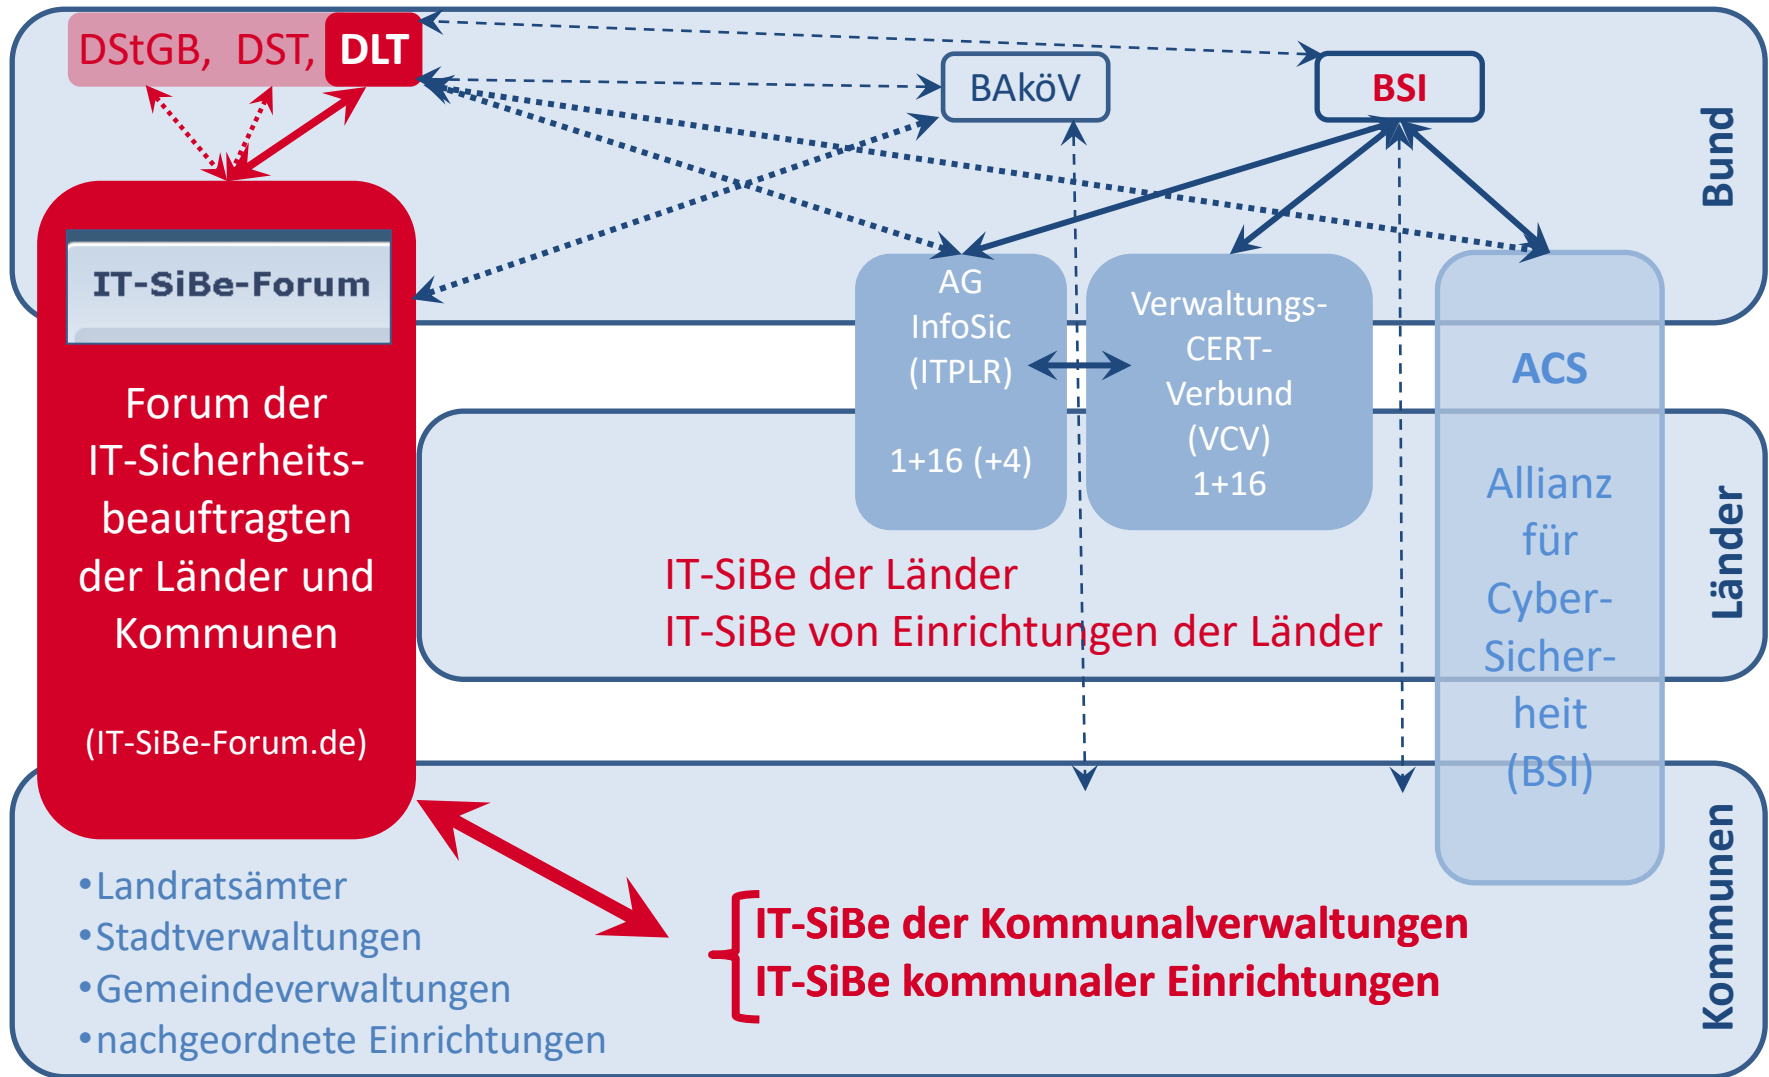 DStGB, DST, DLT
BAköV
BSI
Bund
IT-SiBe-Forum
Forum der
IT-Sicherheits-
beauftragten
der Länder und
Kommunen
(IT-SiBe-Forum.de)
AG
InfoSic
(ITPLR)
1+16 (+4)
Verwaltungs-
CERT-
Verbund
(VCV)
1+16
ACS
Allianz
für
Cyber-
Sicher-
heit
(BSI)
IT-SiBe der Länder
IT-SiBe von Einrichtungen der Länder
Länder
•Landratsämter
•Stadtverwaltungen
•Gemeindeverwaltungen
•nachgeordnete Einrichtungen
IT-SiBe der Kommunalverwaltungen
IT-SiBe kommunaler Einrichtungen
Kommunen